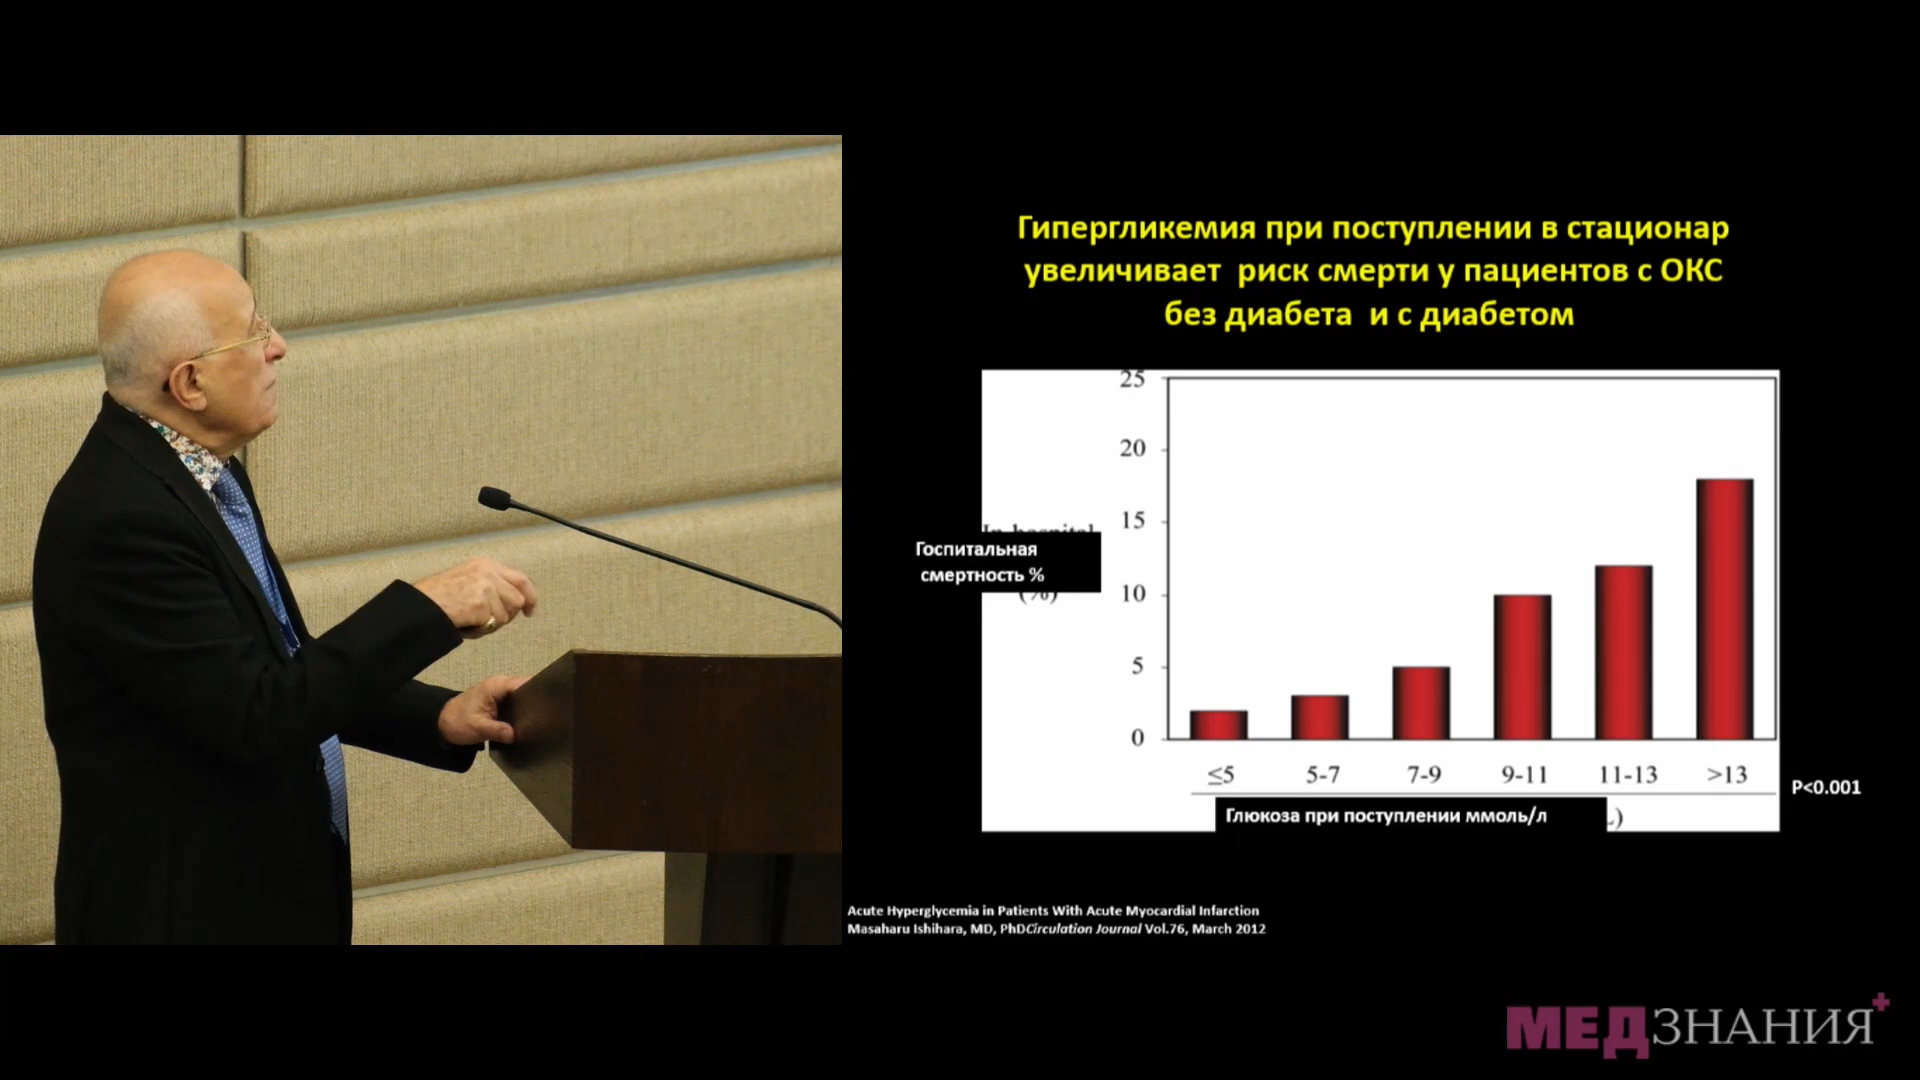 Гипергликемия при поступлении в стационар
увеличивает риск смерти у пациентов с ОКС
без диабета и с диабетом
25
20
15
10
5
0
Госпитальная
смертность %
(%)
≤5 5-7 7-9 9-11 11-13 >13
P<0.001
Глюкоза при поступлении ммоль/л
Acute Hyperglycemia in Patients With Acute Myocardial Infarction
Masaharu Ishihara, MD, PhDCirculation Journal Vol.76, March 2012
МЕДЗНАНИЯ+